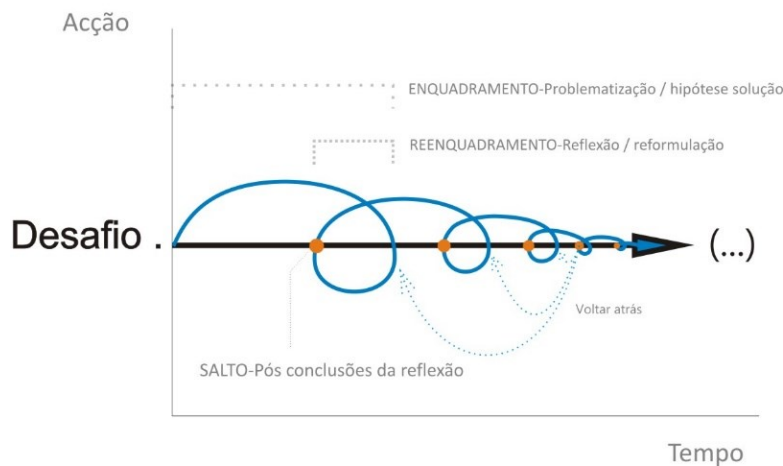 Acção
ENQUADRAMENTO-Problematização / hipótese solução
REENQUADRAMENTO-Reflexão / reformulação
Desafio .
(...)
Voltar atrás
SALTO-Pós conclusões da reflexão
Tempo